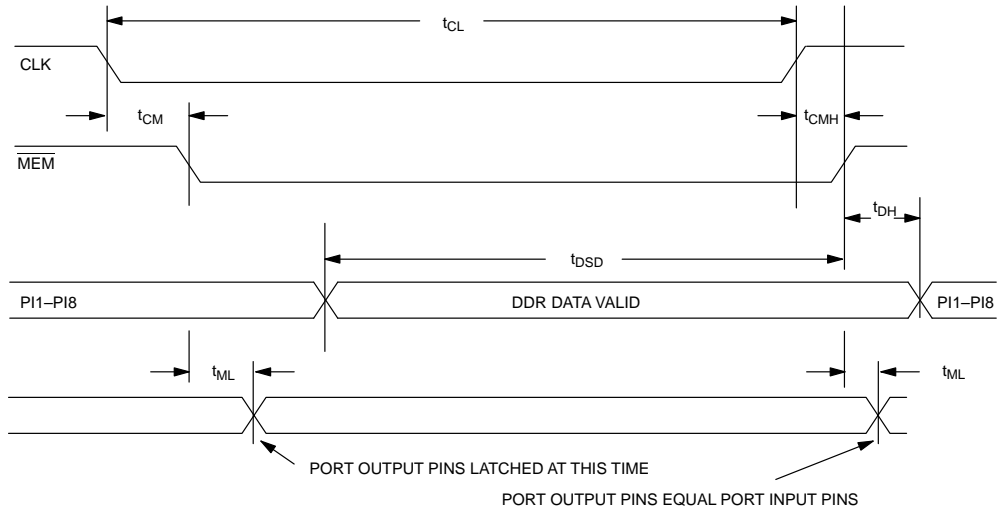 tCL
CLK
tCM
tCMH
MEM
tDH
tDSD
PI1–PI8
DDR DATA VALID
PI1–PI8
tML
tML
PORT OUTPUT PINS LATCHED AT THIS TIME
PORT OUTPUT PINS EQUAL PORT INPUT PINS